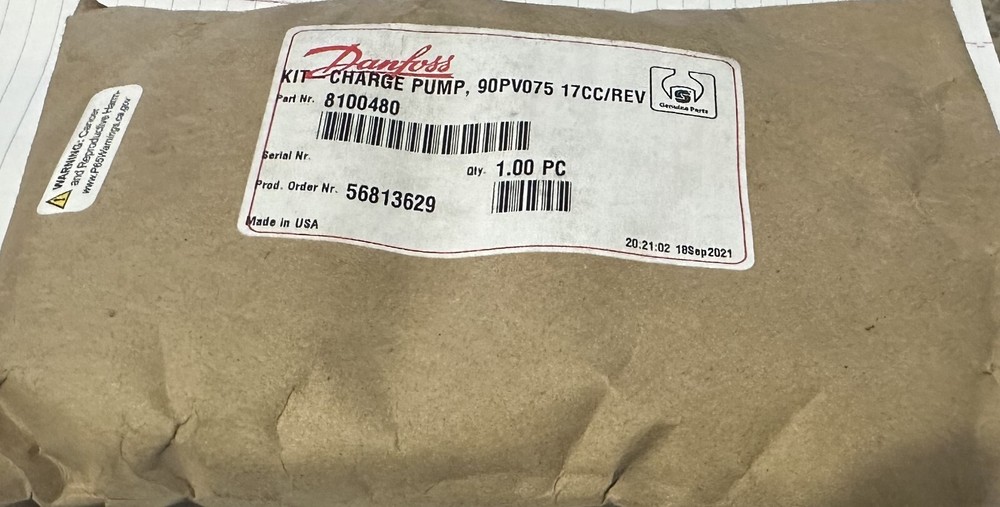 Danfoss
KIT - CHARGE PUMP, 90PV075 17CC/REV
Part Nr. 8100480
Genuine Parts
Serial Nr.
Qty. 1.00 PC
Prod. Order Nr. 56813629
Made in USA
20:21:02 18Sep2021
WARNING: Cancer
and Reproductive Harm-
www.P65Warnings.ca.gov